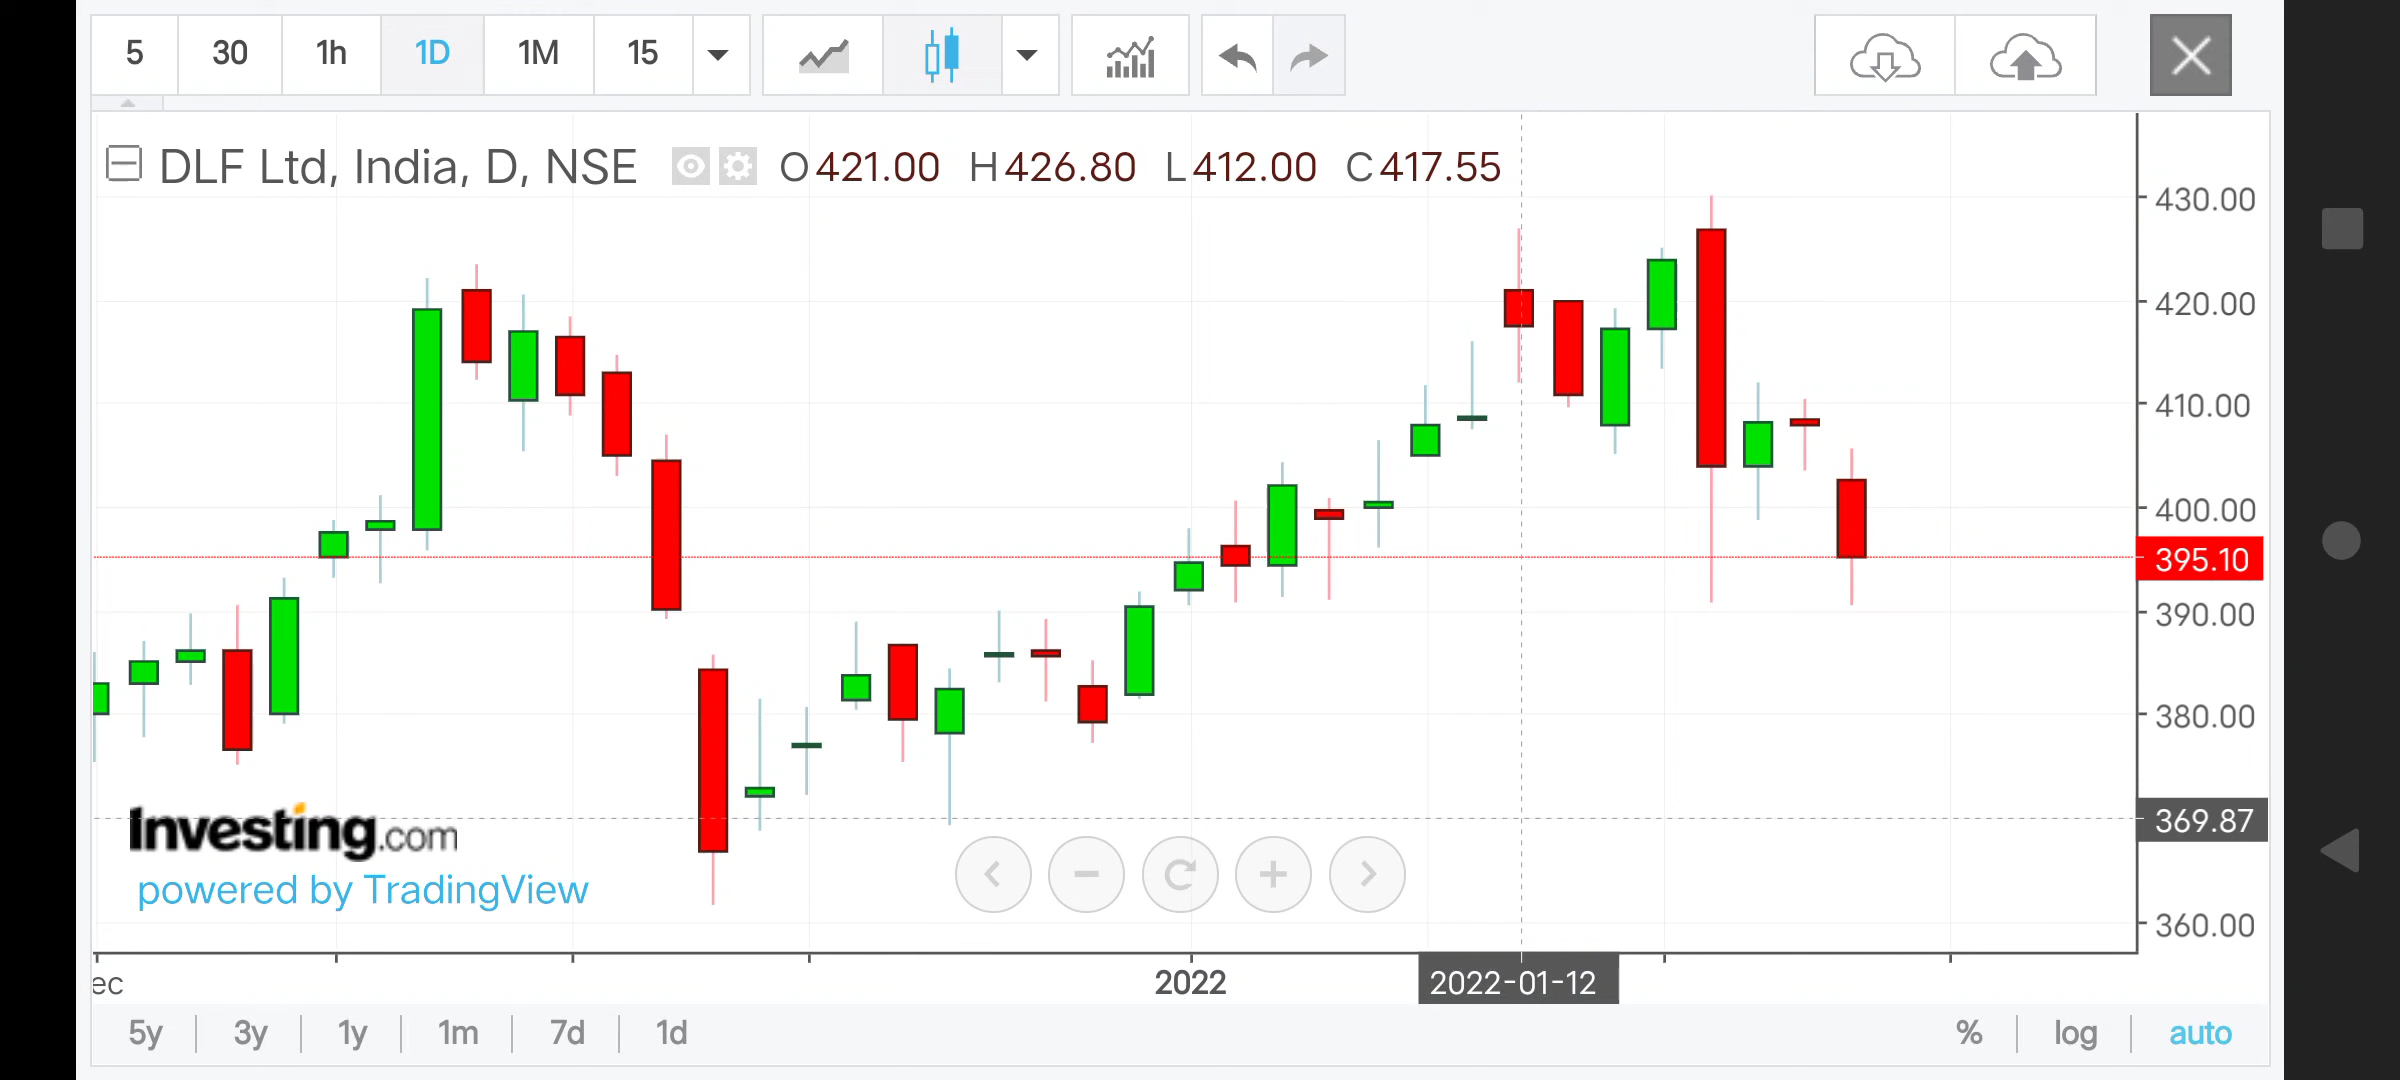 5 30 1h 1D 1M 15
DLF Ltd, India, D, NSE O421.00 H426.80 L412.00 C417.55
430.00
420.00
410.00
400.00
395.10
390.00
380.00
369.87
360.00
Investing.com
powered by TradingView
ec 2022 2022-01-12
5y 3y 1y 1m 7d 1d % log auto